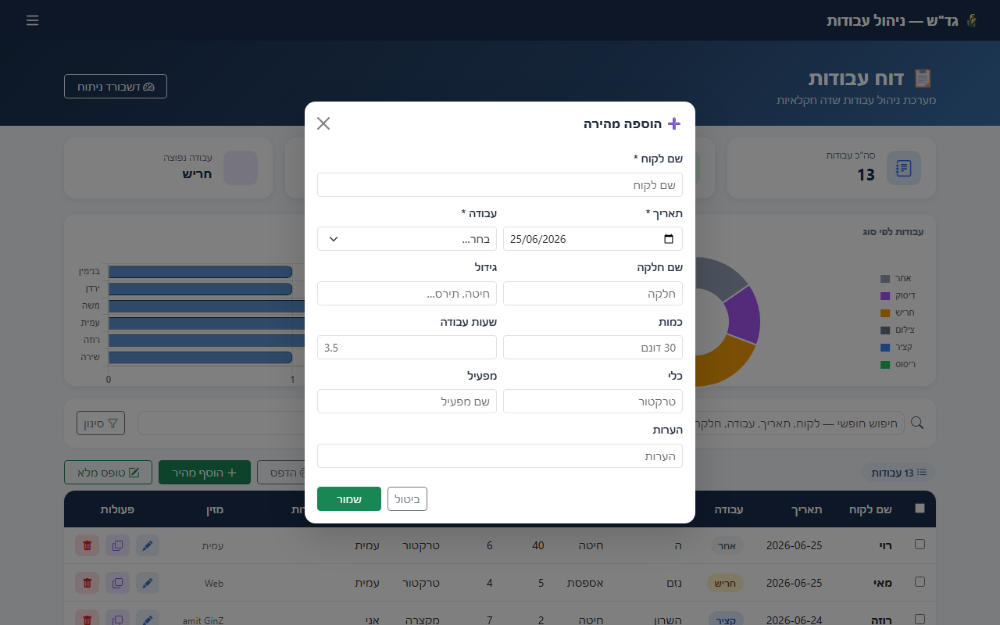 גד"ש — ניהול עבודות
דוח עבודות
מערכת ניהול עבודות שדה חקלאיות
דשבורד ניתוח
סה"כ עבודות
13
עבודה נפוצה
חריש
עבודות לפי סוג
אחר
דיסוק
חריש
צילום
קציר
ריסוס
בנימין
ירדן
משה
עמית
רוזה
שירה
0
1
הוספה מהירה
שם לקוח *
שם לקוח
תאריך *
עבודה *
25/06/2026
בחר...
שם חלקה
גידול
חלקה
חיטה, תירס...
כמות
שעות עבודה
30 דונם
3.5
כלי
מפעיל
טרקטור
שם מפעיל
הערות
הערות
ביטול
שמור
חיפוש חופשי — לקוח, תאריך, עבודה, חלקה
סינון
13 עבודות
הדפס
הוסף מהיר
טופס מלא
שם לקוח תאריך עבודה מזין פעולות
רוי 2026-06-25 אחר ה חיטה 40 6 טרקטור עמית עמית
מאי 2026-06-25 חריש נזם אספסת 5 4 טרקטור עמית Web
רוזה 2026-06-24 קציר השרון חיטה 2 7 מקצרה אני amit GinZ